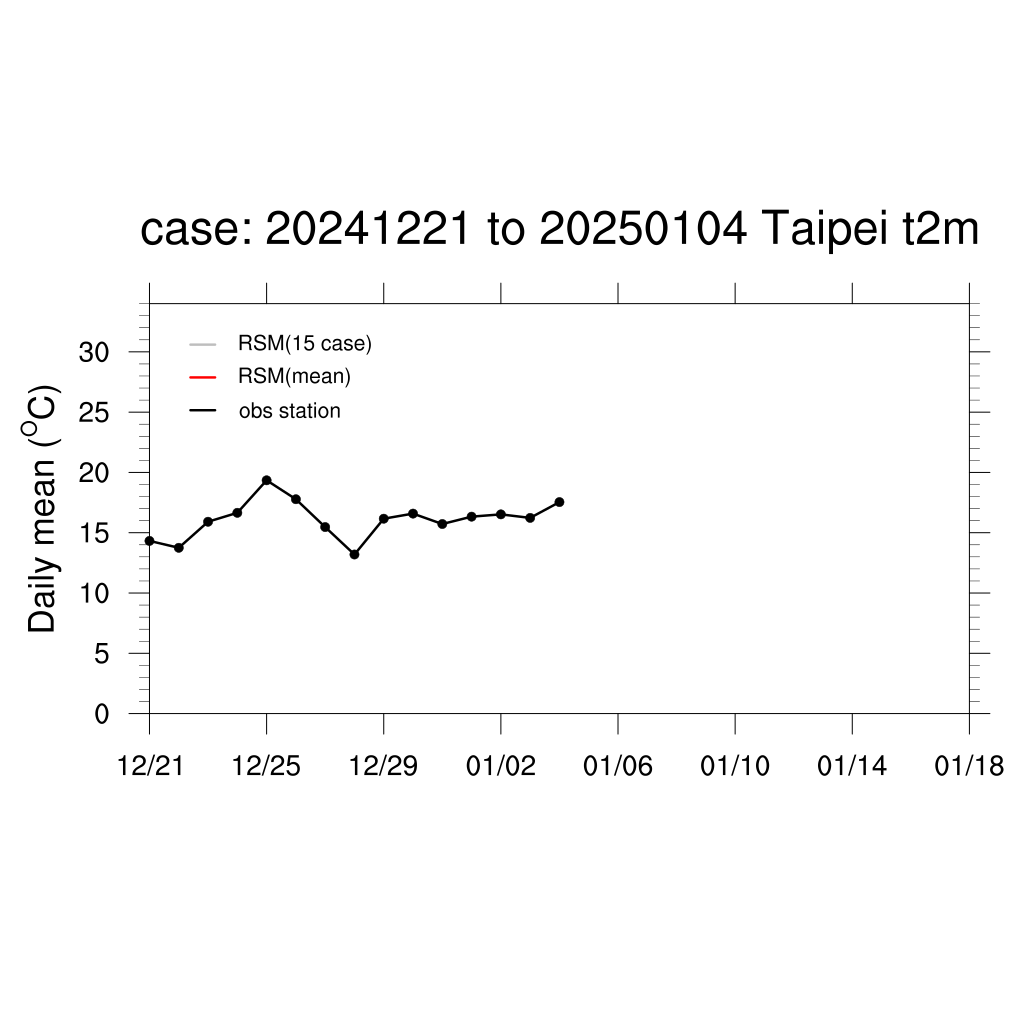 case: 20241221 to 20250104 Taipei t2m
RSM(15 case)
RSM(mean)
obs station
Daily mean (°C)
30
25
20
15
10
5
0
12/21 12/25 12/29 01/02 01/06 01/10 01/14 01/18